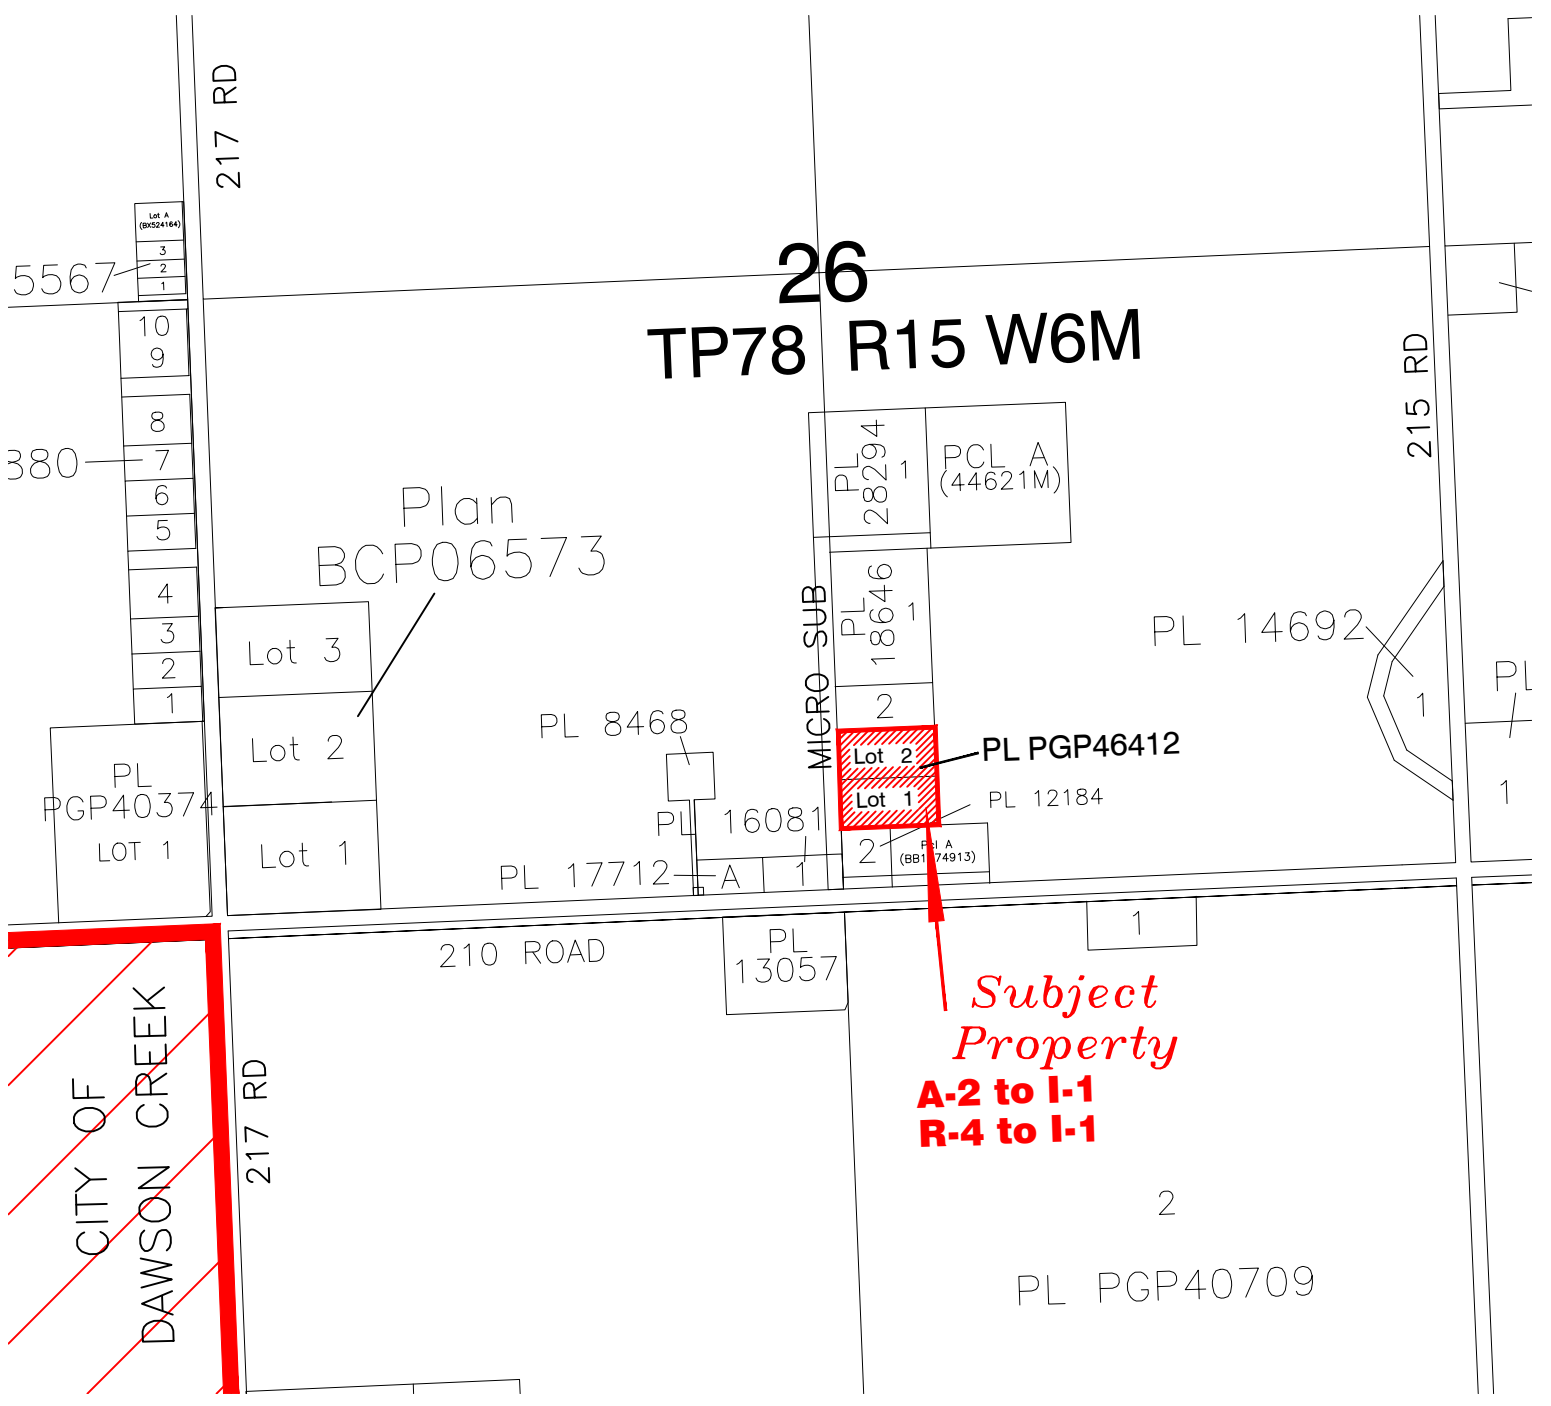 217 RD
Lot A
(BX524164)
3
2
1
5567
26
TP78 R15 W6M
10
9
8
7
6
5
4
3
2
1
215 RD
PL
28294
1
PCL A
(44621M)
Plan
BCP06573
PL
18646
1
2
MICRO SUB
PL 14692
1
PL
1
Lot 3
Lot 2
Lot 1
PL
PGP40374
LOT 1
PL 8468
Lot 2
Lot 1
PL PGP46412
PL 12184
PL 16081
2
PL 17712
A
1
210 ROAD
PL
13057
1
Subject
Property
A-2 to I-1
R-4 to I-1
CITY OF
DAWSON CREEK
217 RD
2
PL PGP40709